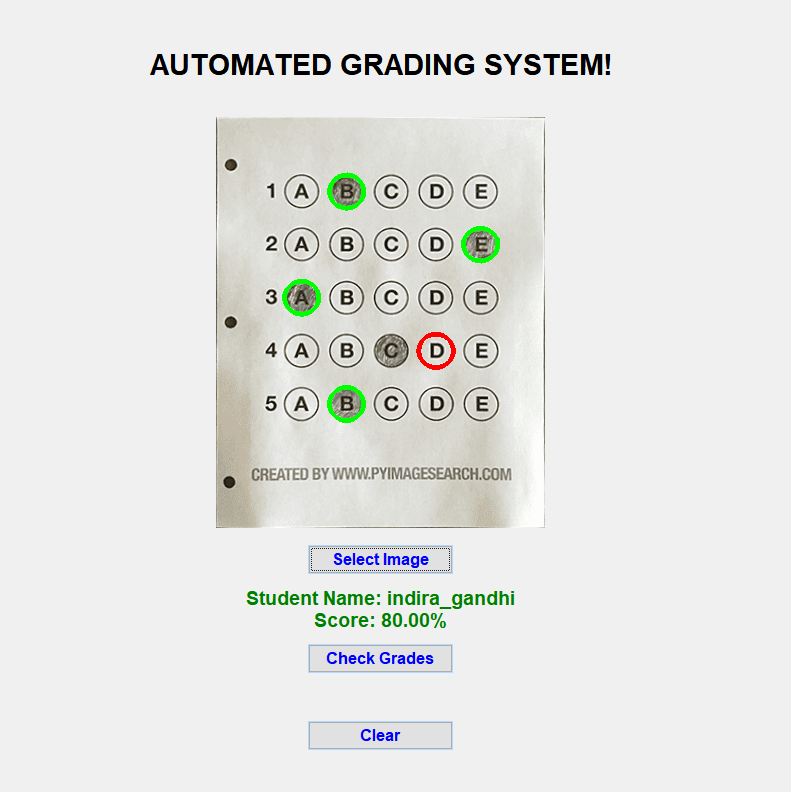 AUTOMATED GRADING SYSTEM!
1 A B C D E
2 A B C D E
3 A B C D E
4 A B C D E
5 A B C D E
CREATED BY WWW.PYIMAGESEARCH.COM
Select Image
Student Name: indira_gandhi
Score: 80.00%
Check Grades
Clear